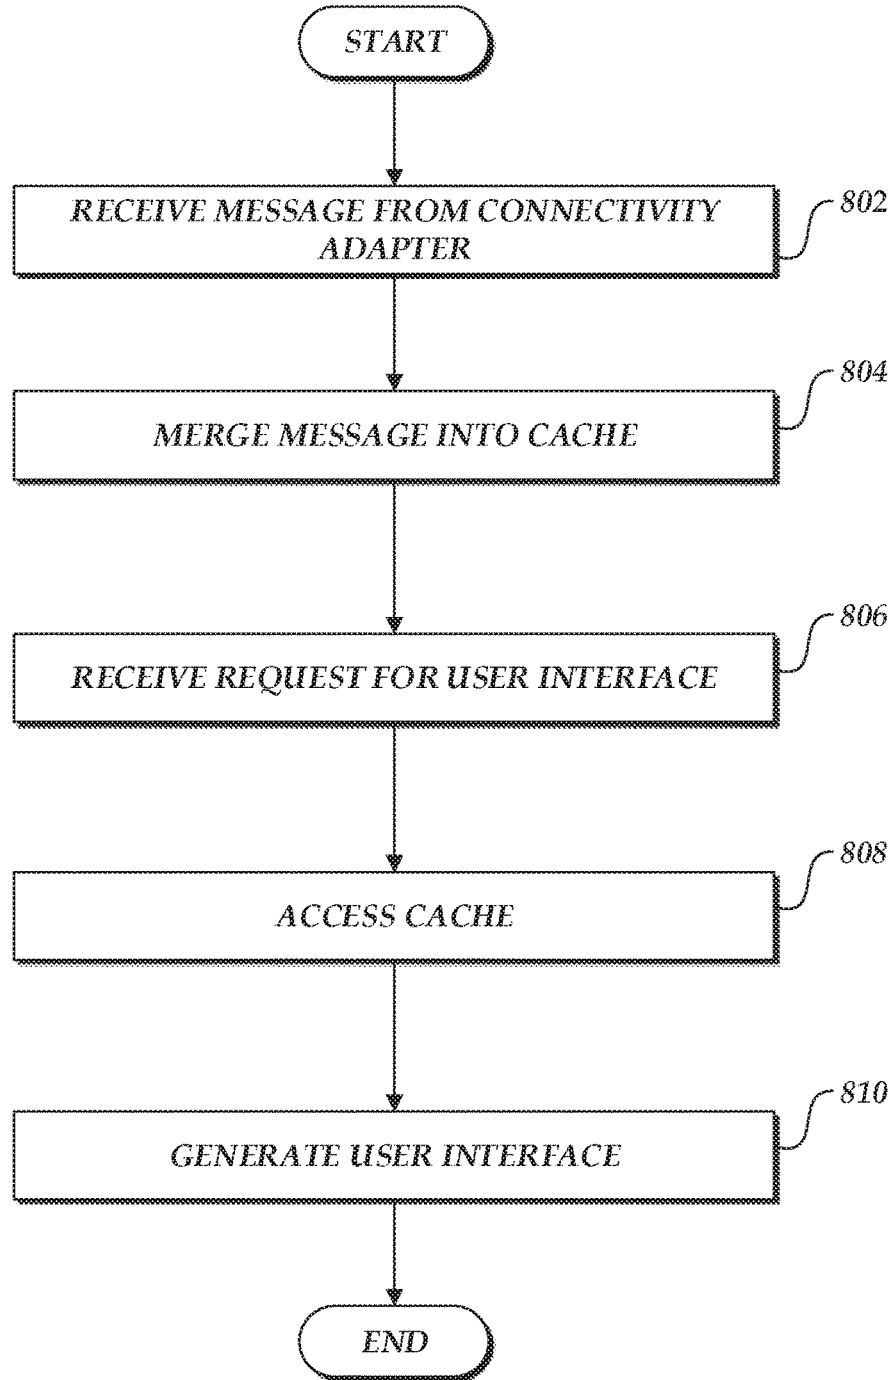 START
RECEIVE MESSAGE FROM CONNECTIVITY
ADAPTER
802
MERGE MESSAGE INTO CACHE
804
RECEIVE REQUEST FOR USER INTERFACE
806
ACCESS CACHE
808
GENERATE USER INTERFACE
810
END